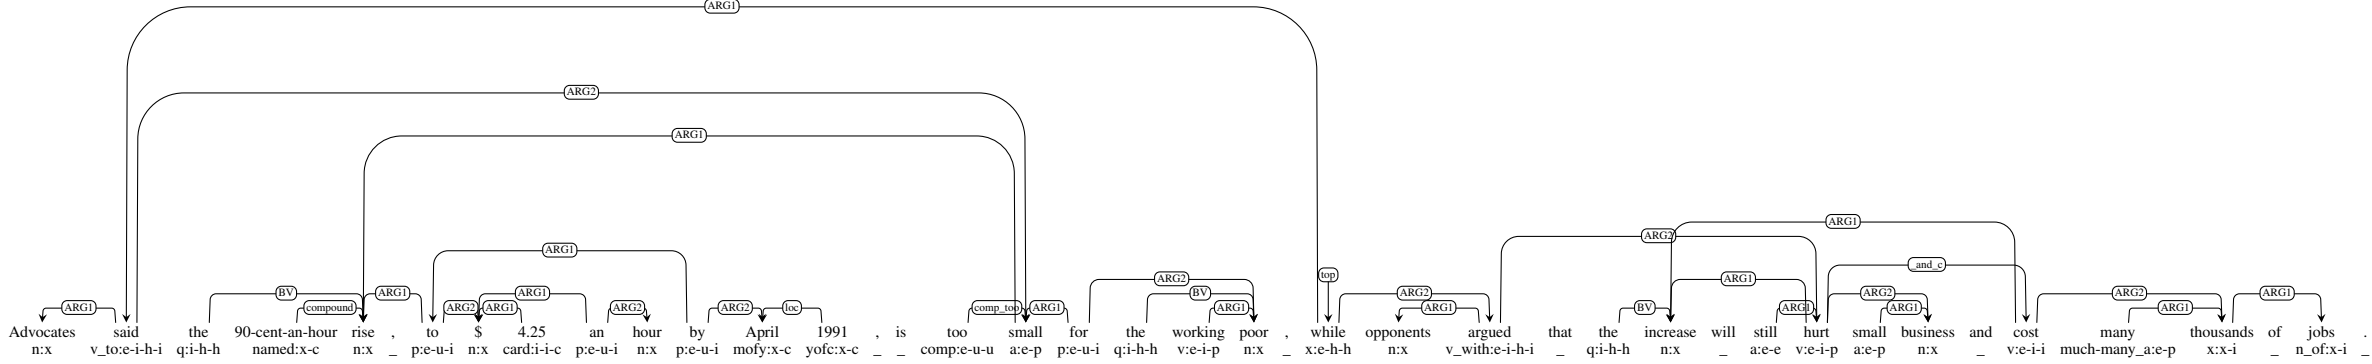 ARG1
ARG2
ARG1
ARG1
ARG2
ARG1 _and_c
top
ARG2 ARG1
BV ARG1 ARG1 BV ARG2 ARG2 ARG2 ARG1
ARG1 compound ARG2 ARG1 ARG2 ARG2 loc comp_too ARG1 ARG1 ARG1 BV ARG1 ARG1 ARG1
Advocates said the 90-cent-an-hour rise , to $ 4.25 an hour by April 1991 , is too small for the working poor , while opponents argued that the increase will still hurt small business and cost many thousands of jobs .
n:x v_to:e-i-h-i q:i-h-h named:x-c n:x _ p:e-u-i n:x card:i-i-c p:e-u-i n:x p:e-u-i mofy:x-c yofc:x-c _ _ comp:e-u-u a:e-p p:e-u-i q:i-h-h v:e-i-p n:x _ x:e-h-h n:x v_with:e-i-h-i _ q:i-h-h n:x _ a:e-e v:e-i-p a:e-p n:x _ v:e-i-i much-many_a:e-p x:x-i _ n_of:x-i _